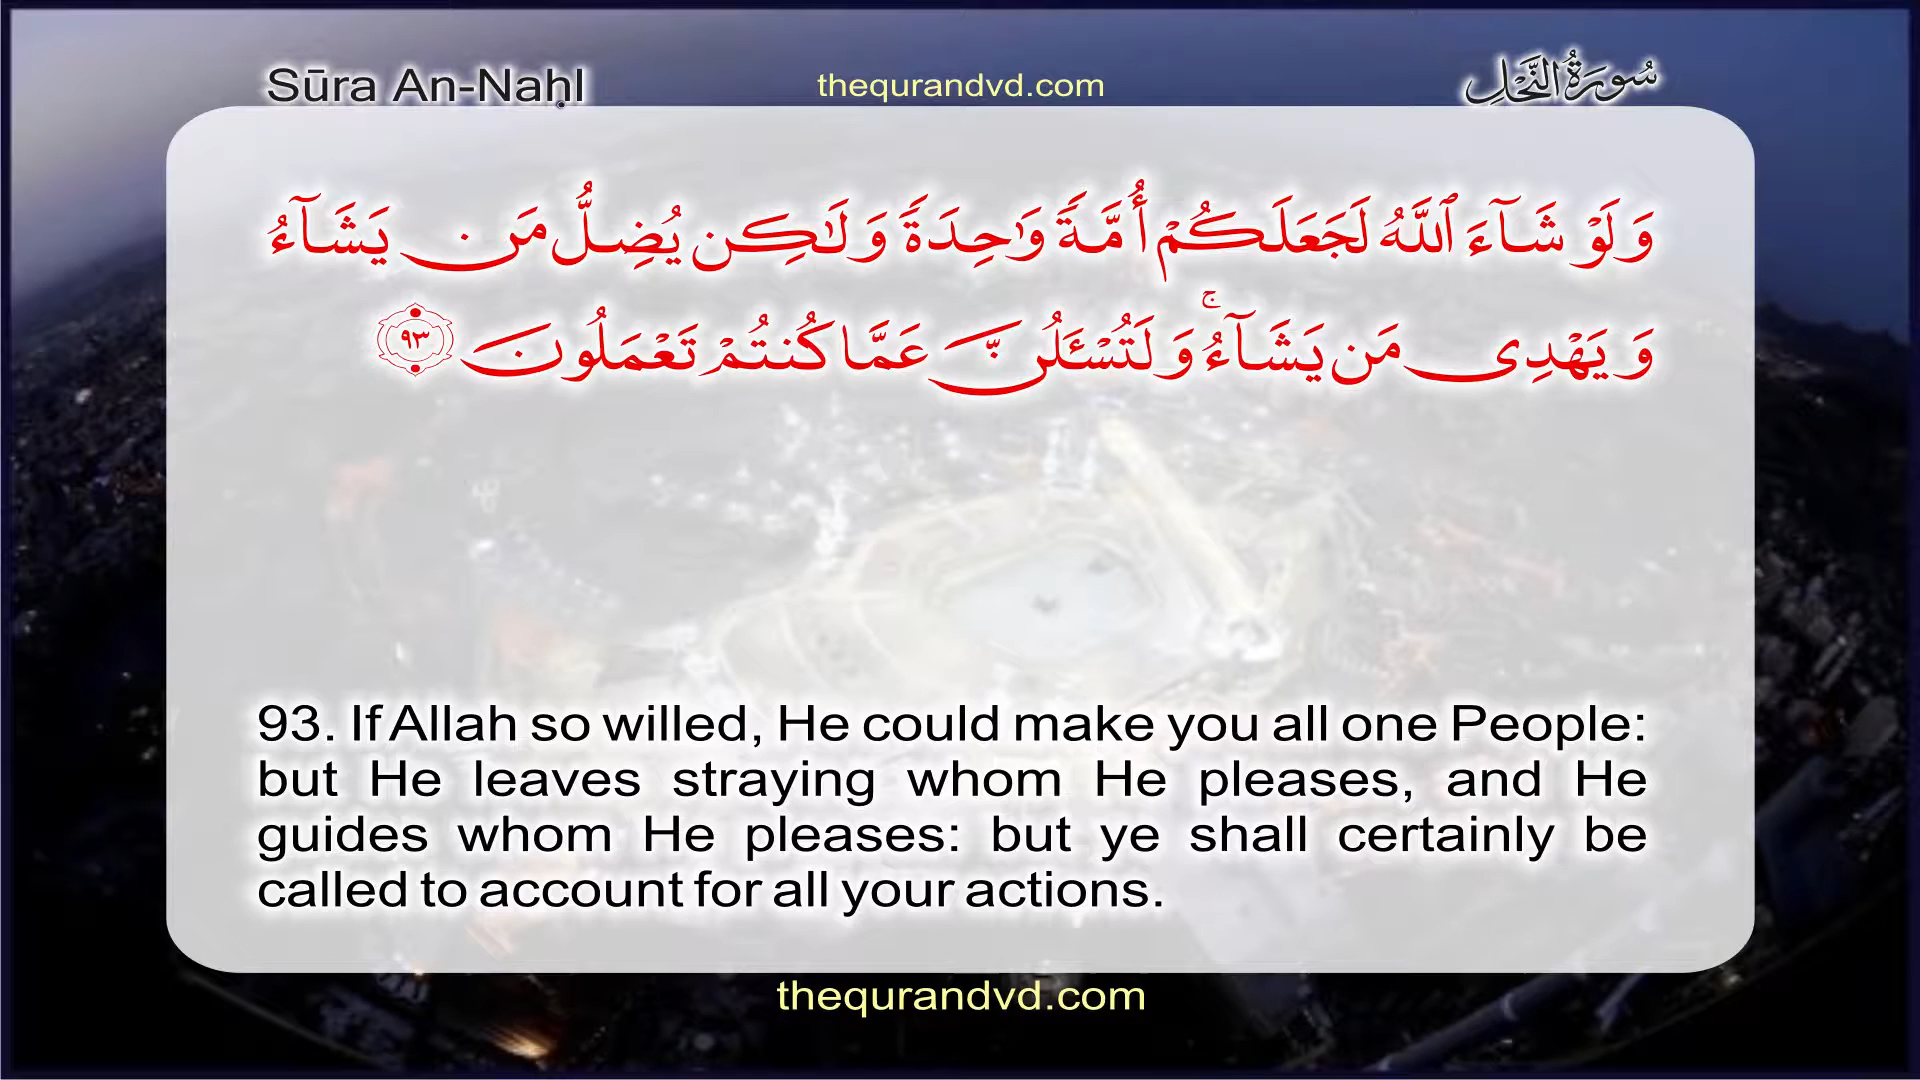 Sūra An-Naḥl
thequrandvd.com
سُورَةُ النَّحْلِ
وَلَوْ شَآءَ ٱللَّهُ لَجَعَلَكُمْ أُمَّةً وَٰحِدَةً وَلَٰكِن يُضِلُّ مَن يَشَآءُ
وَيَهْدِى مَن يَشَآءُ ۚ وَلَتُسْـَٔلُنَّ عَمَّا كُنتُمْ تَعْمَلُونَ ٩٣
93. If Allah so willed, He could make you all one People:
but He leaves straying whom He pleases, and He
guides whom He pleases: but ye shall certainly be
called to account for all your actions.
thequrandvd.com